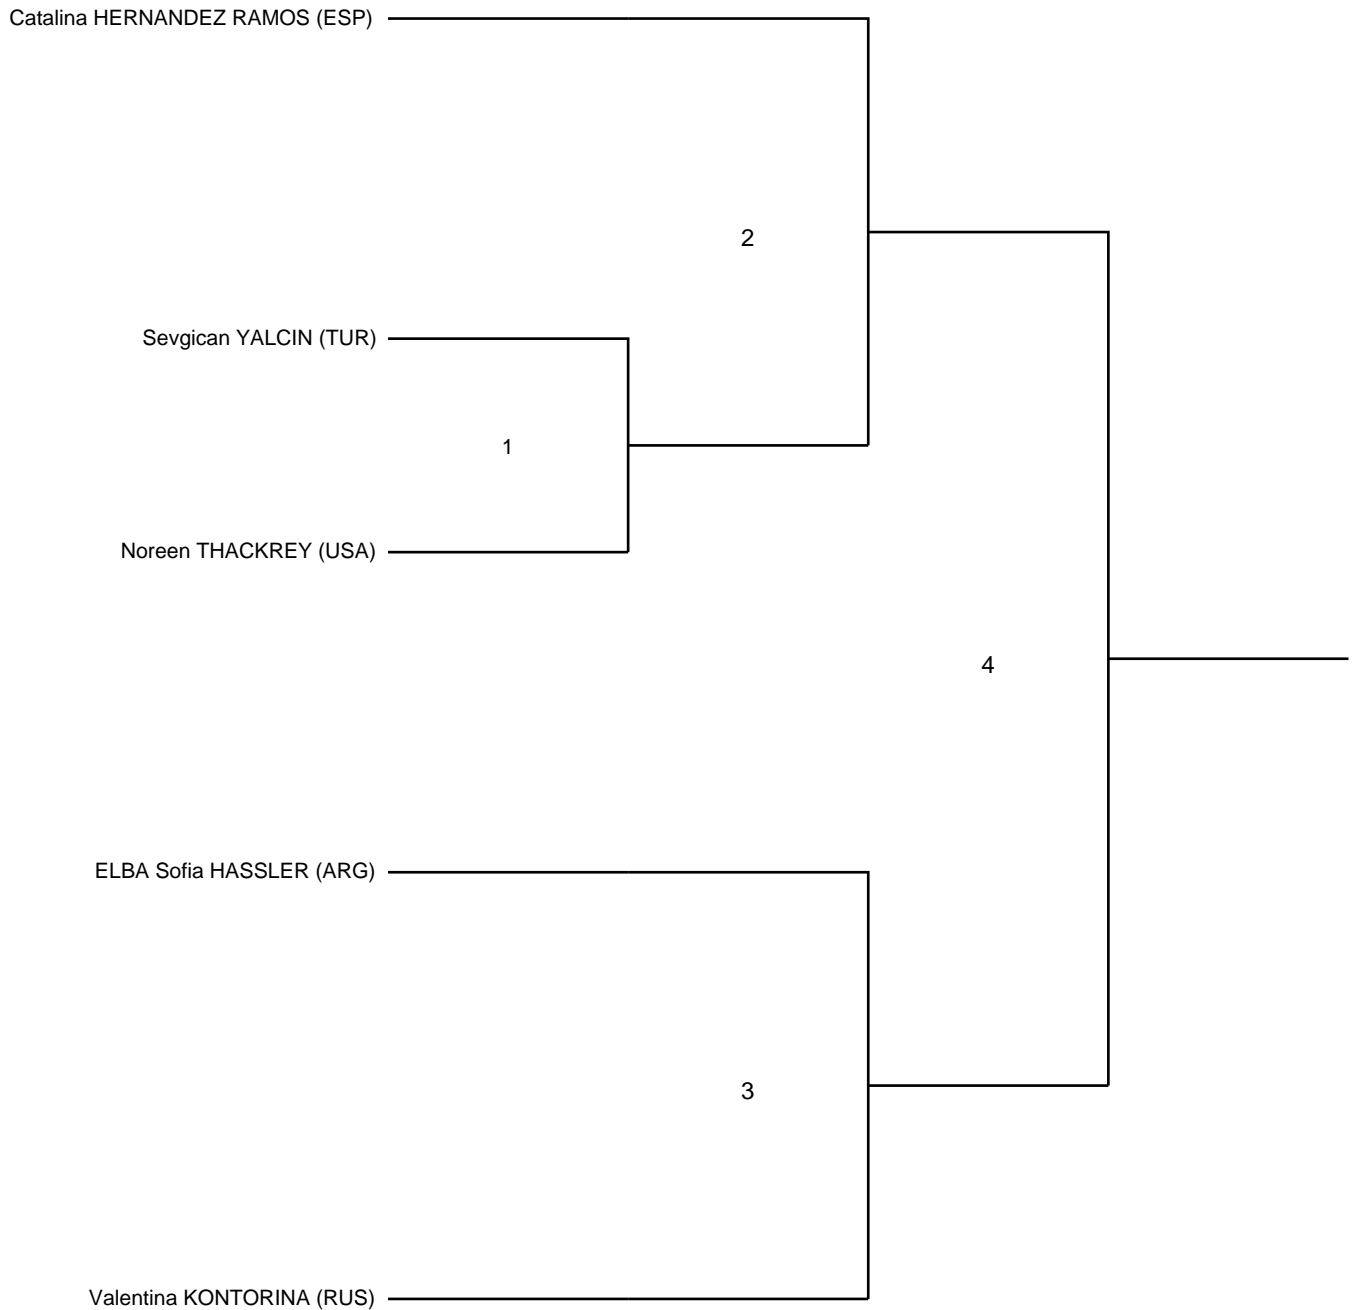 Catalina HERNANDEZ RAMOS (ESP)
2
Sevgican YALCIN (TUR)
1
Noreen THACKREY (USA)
4
ELBA Sofia HASSLER (ARG)
3
Valentina KONTORINA (RUS)